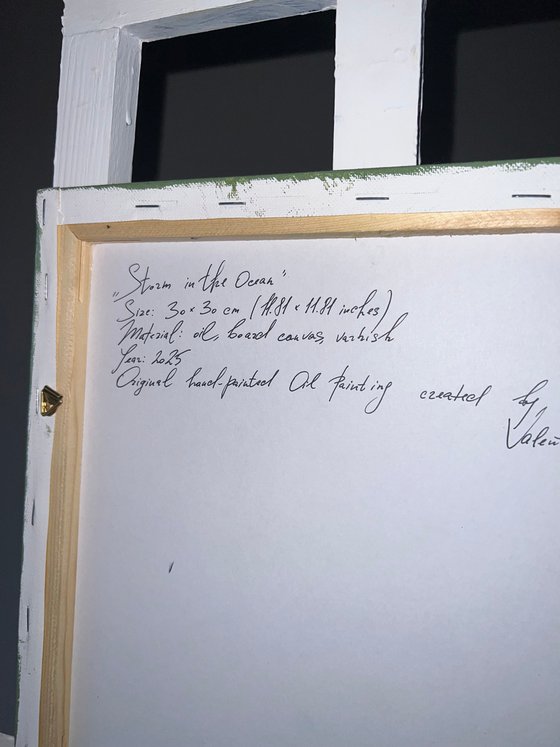 „Storm in the Ocean"
Size: 30 × 30 cm (11.81 × 11.81 inches)
Material: oil, board canvas, varnish
Year: 2025
Original hand-painted Oil Painting created by